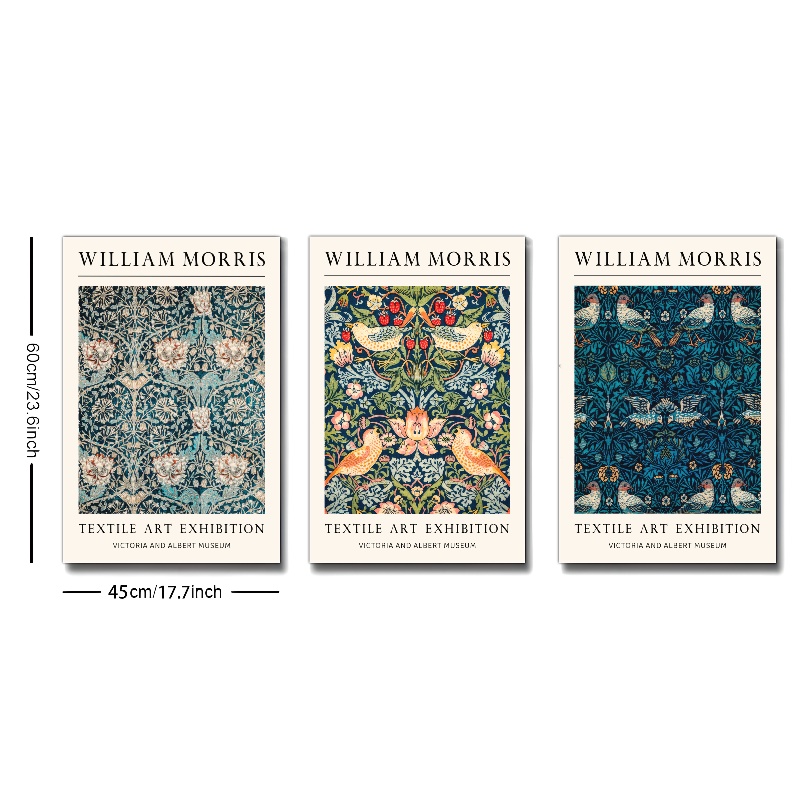 WILLIAM MORRIS
TEXTILE ART EXHIBITION
VICTORIA AND ALBERT MUSEUM
WILLIAM MORRIS
TEXTILE ART EXHIBITION
VICTORIA AND ALBERT MUSEUM
WILLIAM MORRIS
TEXTILE ART EXHIBITION
VICTORIA AND ALBERT MUSEUM
60cm/23.6inch
45cm/17.7inch